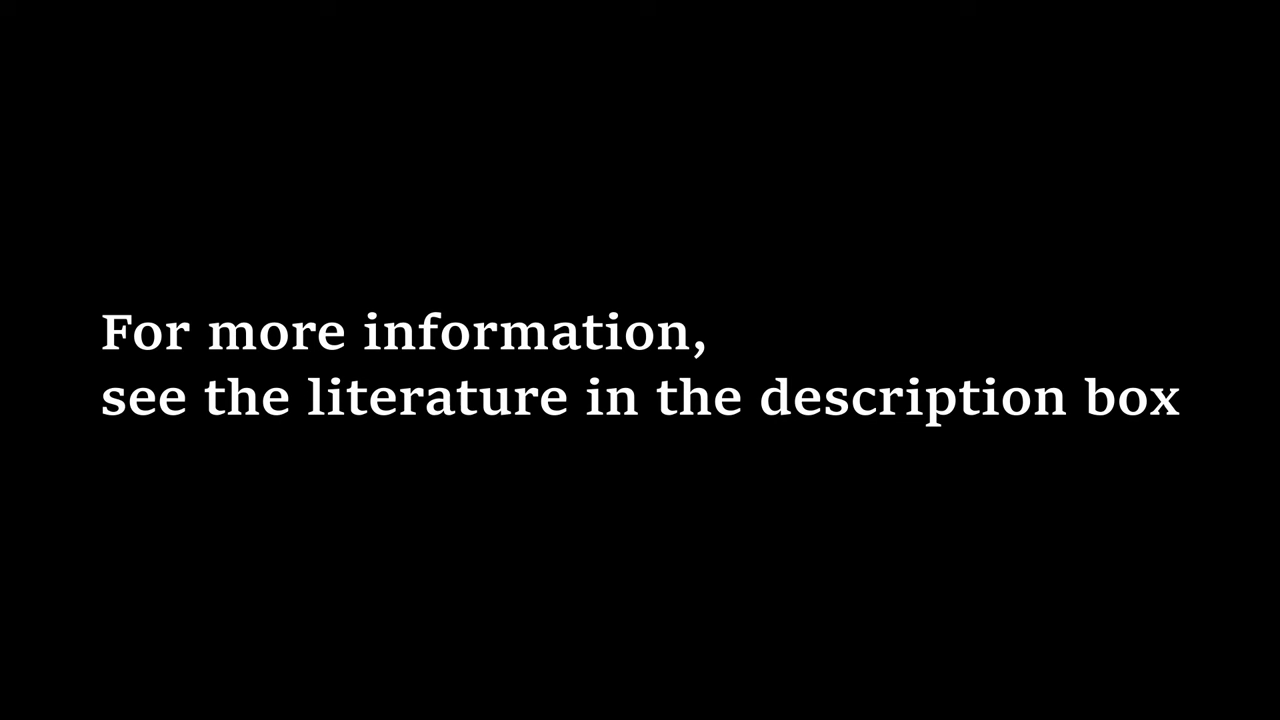 For more information,
see the literature in the description box